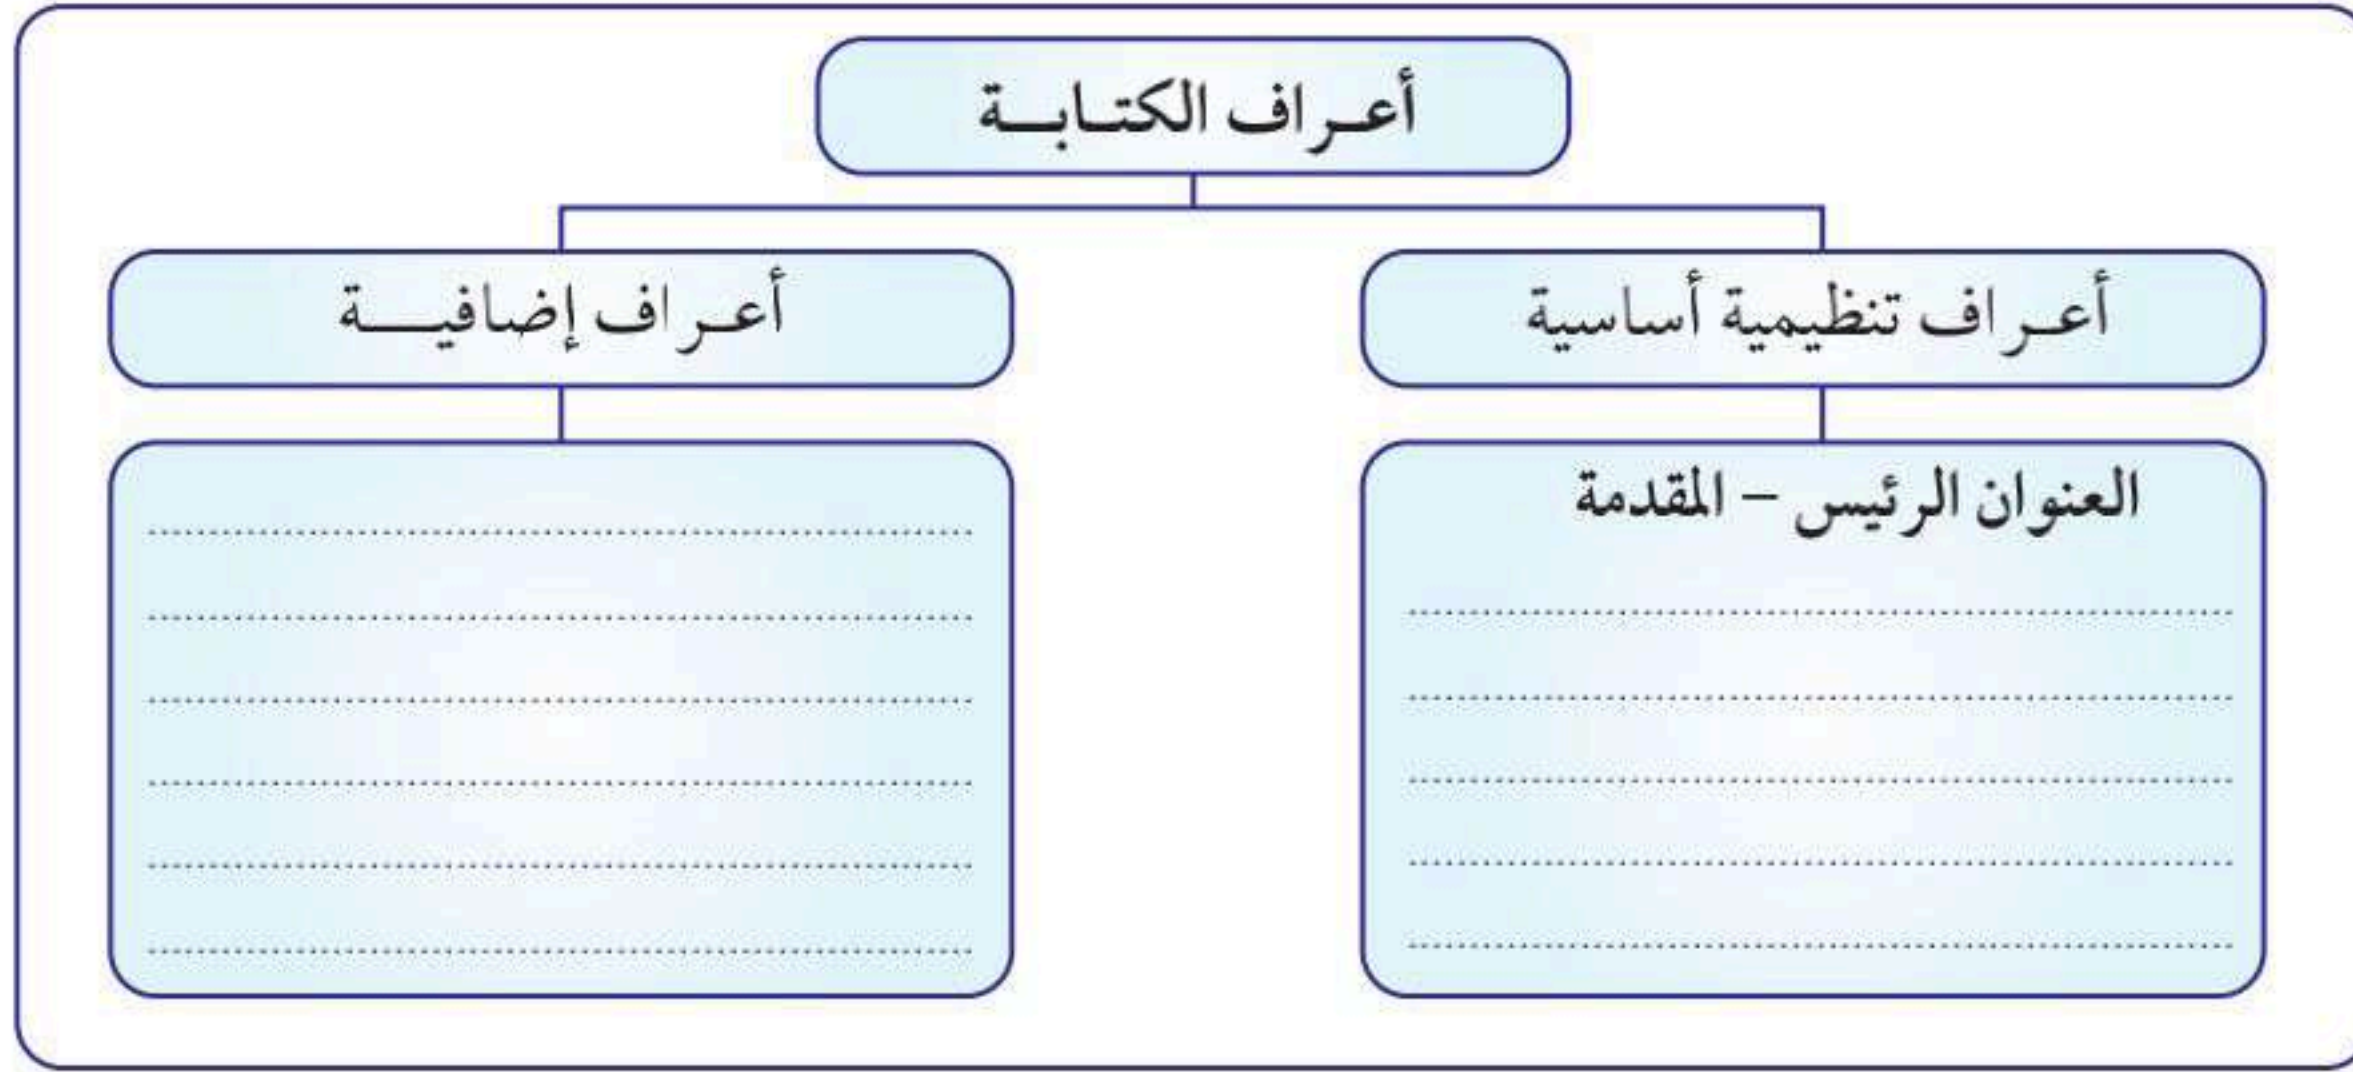 أعراف الكتابة
أعراف تنظيمية أساسية
أعراف إضافية
العنوان الرئيس – المقدمة